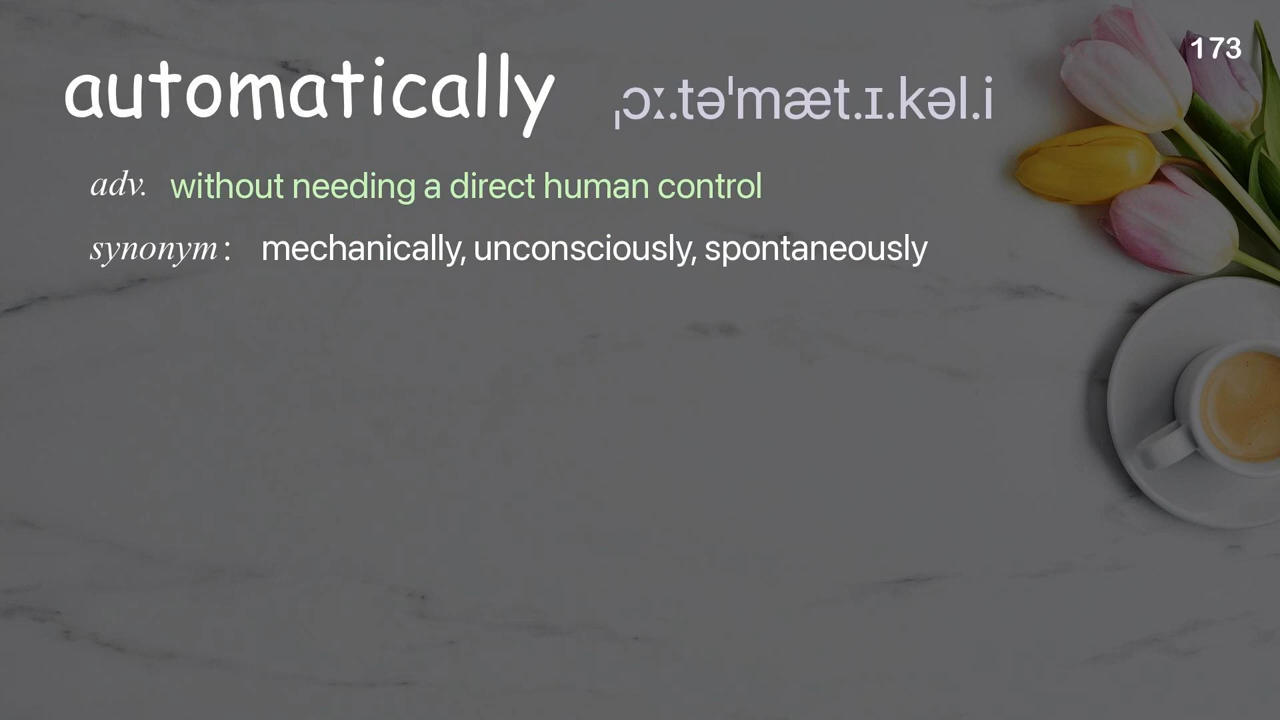 173
automatically ˌɔː.təˈmæt.ɪ.kəl.i
adv. without needing a direct human control
synonym : mechanically, unconsciously, spontaneously